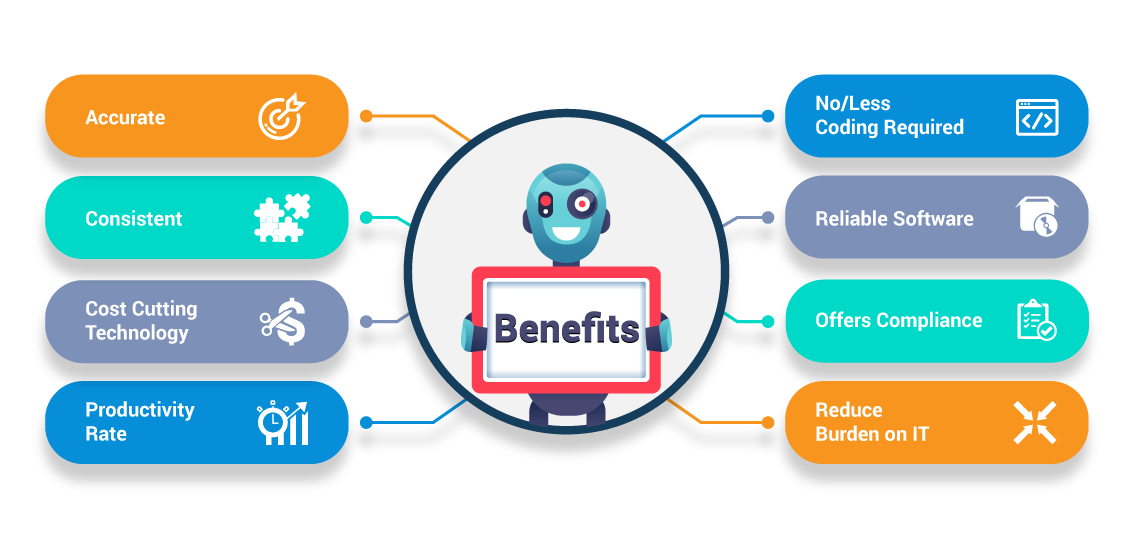 Accurate
Consistent
Cost Cutting
Technology
Productivity
Rate
Benefits
No/Less
Coding Required
Reliable Software
Offers Compliance
Reduce
Burden on IT